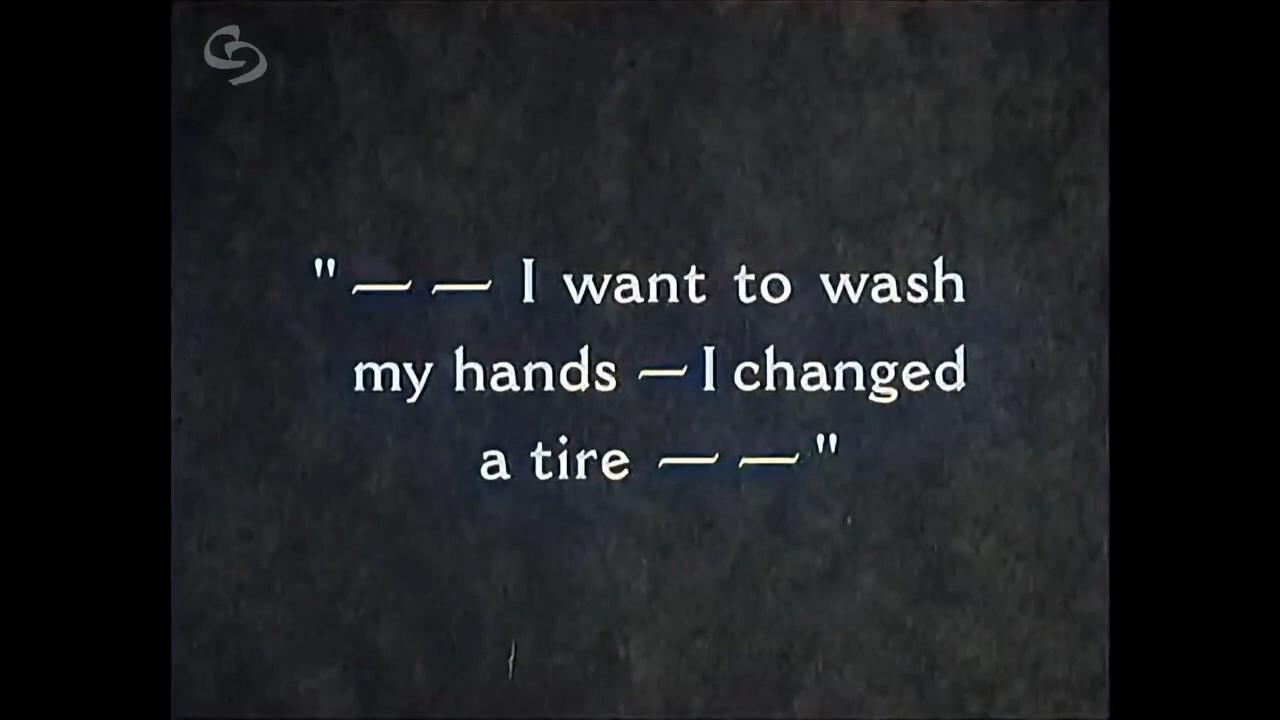 "— — I want to wash
my hands — I changed
a tire — — "